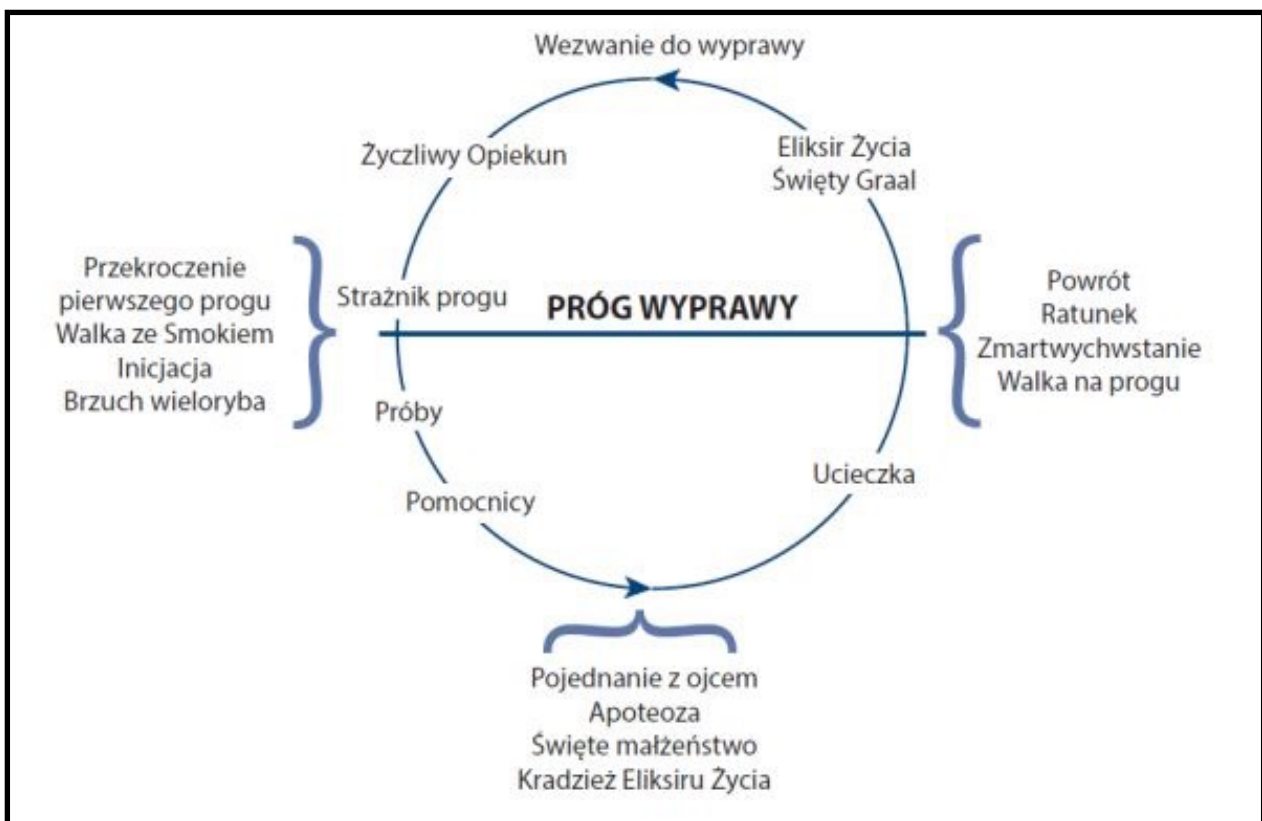 Wezwanie do wyprawy
Życzliwy Opiekun
Eliksir Życia
Święty Graal
Przekroczenie
pierwszego progu
Walka ze Smokiem
Inicjacja
Brzuch wieloryba
Strażnik progu
PRÓG WYPRAWY
Powrót
Ratunek
Zmartwychwstanie
Walka na progu
Próby
Pomocnicy
Ucieczka
Pojednanie z ojcem
Apoteoza
Święte małżeństwo
Kradzież Eliksiru Życia